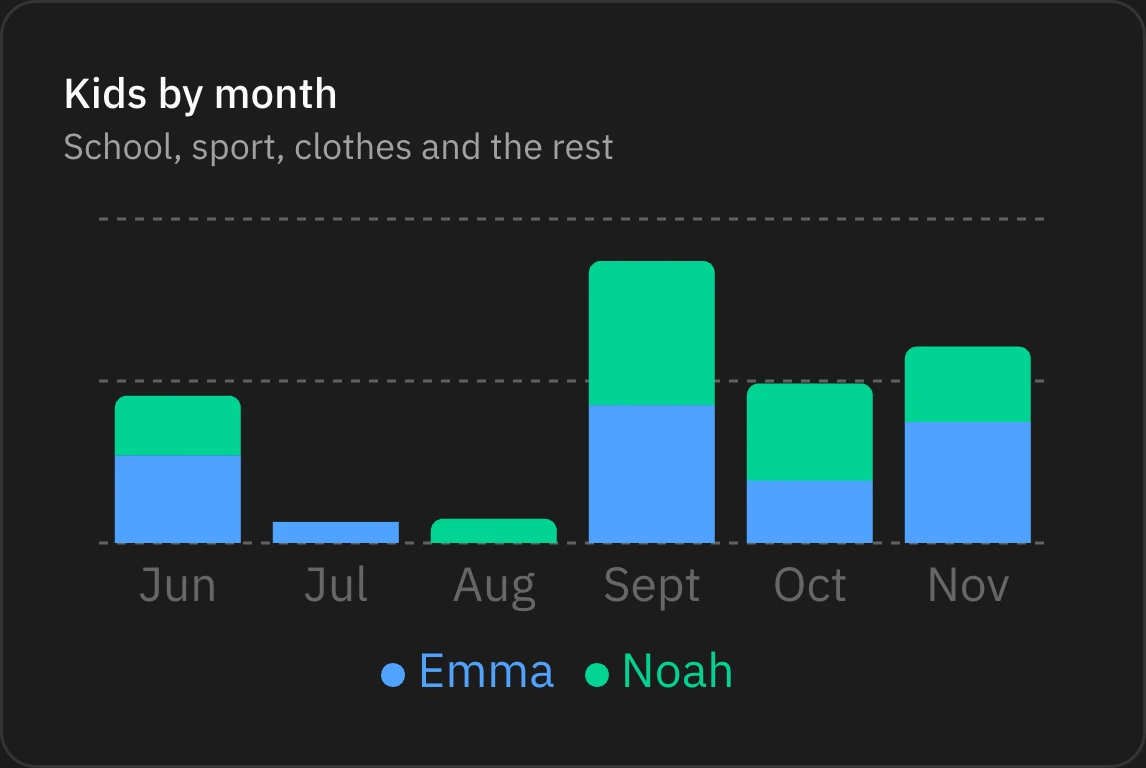 Kids by month
School, sport, clothes and the rest
Jun Jul Aug Sept Oct Nov
Emma Noah